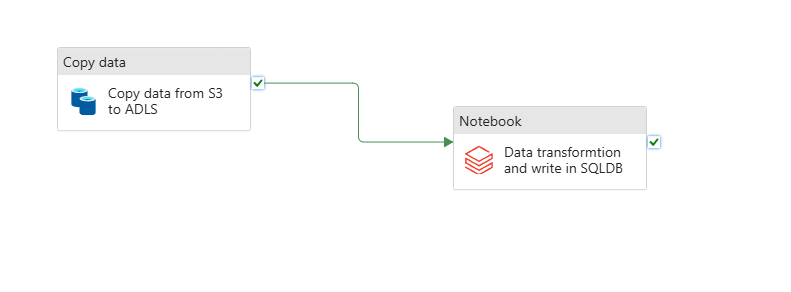 Copy data
Copy data from S3
to ADLS
Notebook
Data transformtion
and write in SQLDB